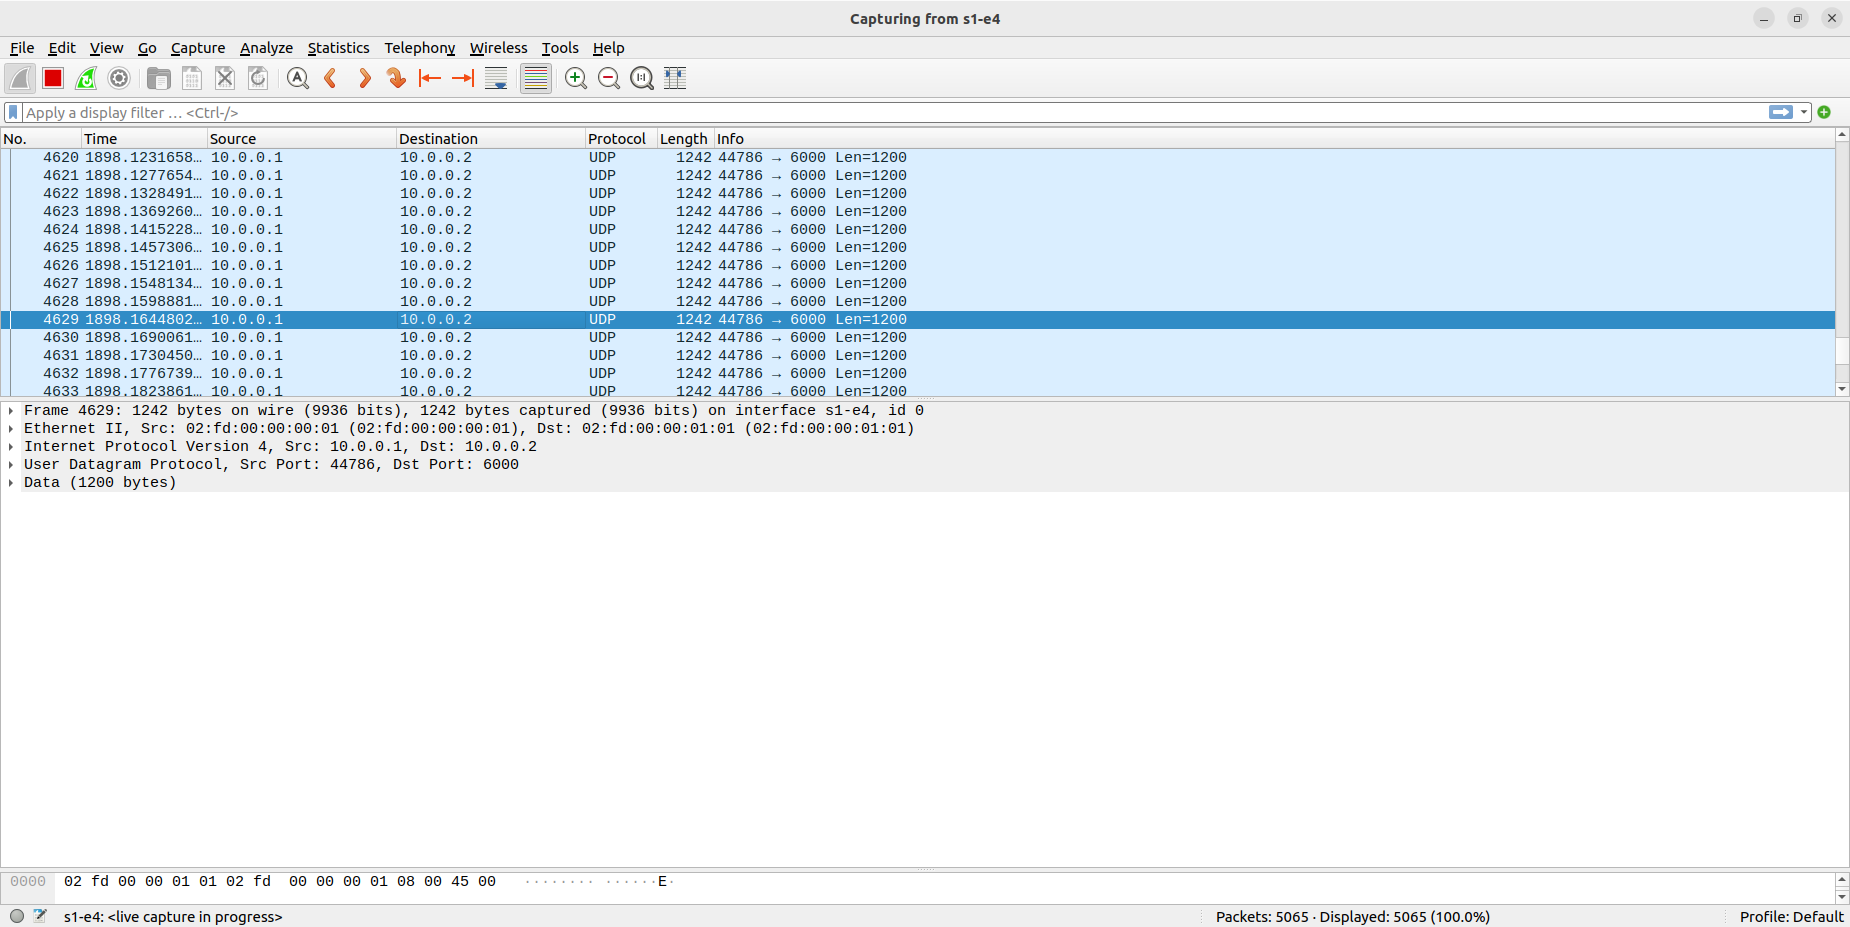 Capturing from s1-e4
File Edit View Go Capture Analyze Statistics Telephony Wireless Tools Help
Apply a display filter … <Ctrl-/>
No. Time Source Destination Protocol Length Info
4620 1898.1231658… 10.0.0.1 10.0.0.2 UDP 1242 44786 → 6000 Len=1200
4621 1898.1277654… 10.0.0.1 10.0.0.2 UDP 1242 44786 → 6000 Len=1200
4622 1898.1328491… 10.0.0.1 10.0.0.2 UDP 1242 44786 → 6000 Len=1200
4623 1898.1369260… 10.0.0.1 10.0.0.2 UDP 1242 44786 → 6000 Len=1200
4624 1898.1415228… 10.0.0.1 10.0.0.2 UDP 1242 44786 → 6000 Len=1200
4625 1898.1457306… 10.0.0.1 10.0.0.2 UDP 1242 44786 → 6000 Len=1200
4626 1898.1512101… 10.0.0.1 10.0.0.2 UDP 1242 44786 → 6000 Len=1200
4627 1898.1548134… 10.0.0.1 10.0.0.2 UDP 1242 44786 → 6000 Len=1200
4628 1898.1598881… 10.0.0.1 10.0.0.2 UDP 1242 44786 → 6000 Len=1200
4629 1898.1644802… 10.0.0.1 10.0.0.2 UDP 1242 44786 → 6000 Len=1200
4630 1898.1690061… 10.0.0.1 10.0.0.2 UDP 1242 44786 → 6000 Len=1200
4631 1898.1730450… 10.0.0.1 10.0.0.2 UDP 1242 44786 → 6000 Len=1200
4632 1898.1776739… 10.0.0.1 10.0.0.2 UDP 1242 44786 → 6000 Len=1200
4633 1898.1823861… 10.0.0.1 10.0.0.2 UDP 1242 44786 → 6000 Len=1200
Frame 4629: 1242 bytes on wire (9936 bits), 1242 bytes captured (9936 bits) on interface s1-e4, id 0
Ethernet II, Src: 02:fd:00:00:00:01 (02:fd:00:00:00:01), Dst: 02:fd:00:00:01:01 (02:fd:00:00:01:01)
Internet Protocol Version 4, Src: 10.0.0.1, Dst: 10.0.0.2
User Datagram Protocol, Src Port: 44786, Dst Port: 6000
Data (1200 bytes)
0000 02 fd 00 00 01 01 02 fd 00 00 00 01 08 00 45 00 ········ ······E·
s1-e4: <live capture in progress> Packets: 5065 · Displayed: 5065 (100.0%) Profile: Default